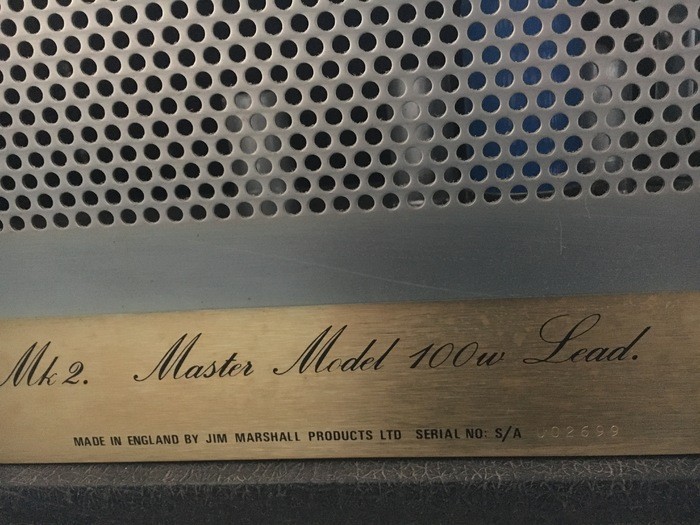 Mk 2. Master Model 100w Lead.
MADE IN ENGLAND BY JIM MARSHALL PRODUCTS LTD SERIAL NO: S/A